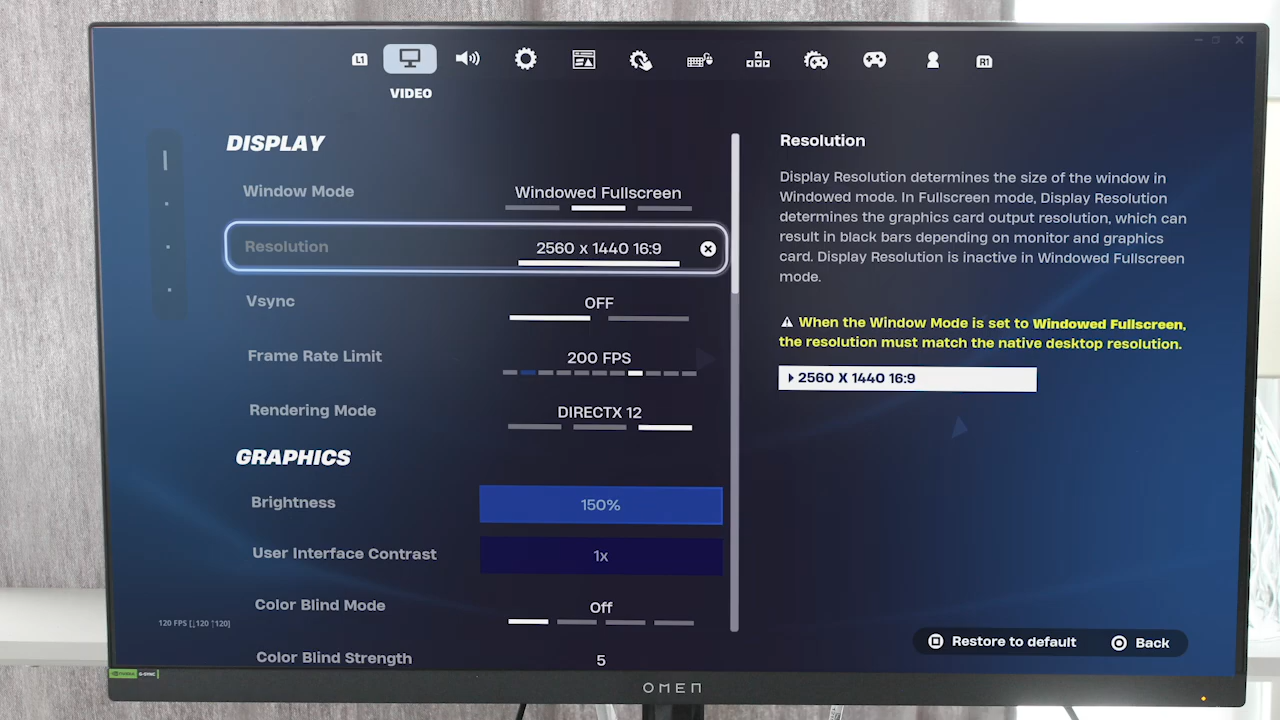 L1
R1
VIDEO
DISPLAY
Window Mode
Windowed Fullscreen
Resolution
2560 x 1440 16:9
Vsync
OFF
Frame Rate Limit
200 FPS
Rendering Mode
DIRECTX 12
GRAPHICS
Brightness
150%
User Interface Contrast
1x
Color Blind Mode
Off
Color Blind Strength
5
120 FPS [↓120 ↑120]
Resolution
Display Resolution determines the size of the window in
Windowed mode. In Fullscreen mode, Display Resolution
determines the graphics card output resolution, which can
result in black bars depending on monitor and graphics
card. Display Resolution is inactive in Windowed Fullscreen
mode.
When the Window Mode is set to Windowed Fullscreen,
the resolution must match the native desktop resolution.
2560 X 1440 16:9
Restore to default
Back
G-SYNC
OMEN